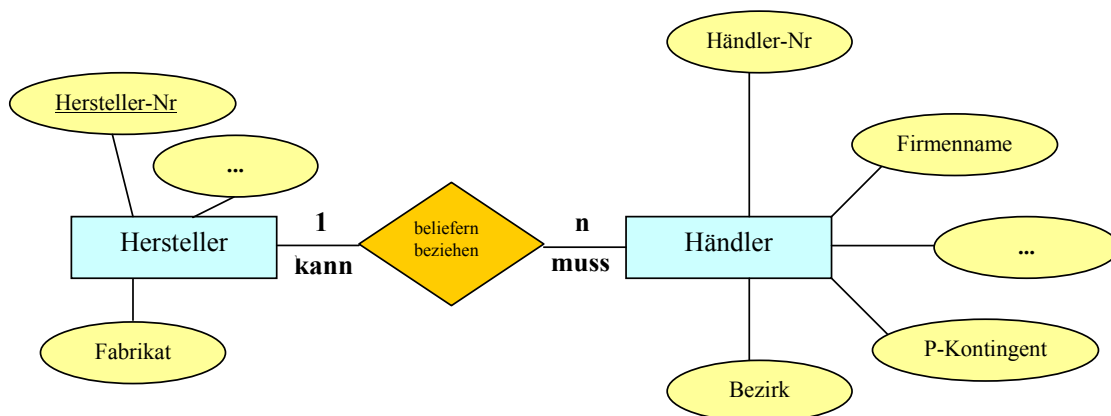 Händler-Nr
Hersteller-Nr
...
Firmenname
Hersteller
1
kann
beliefern
beziehen
n
muss
Händler
...
Fabrikat
P-Kontingent
Bezirk